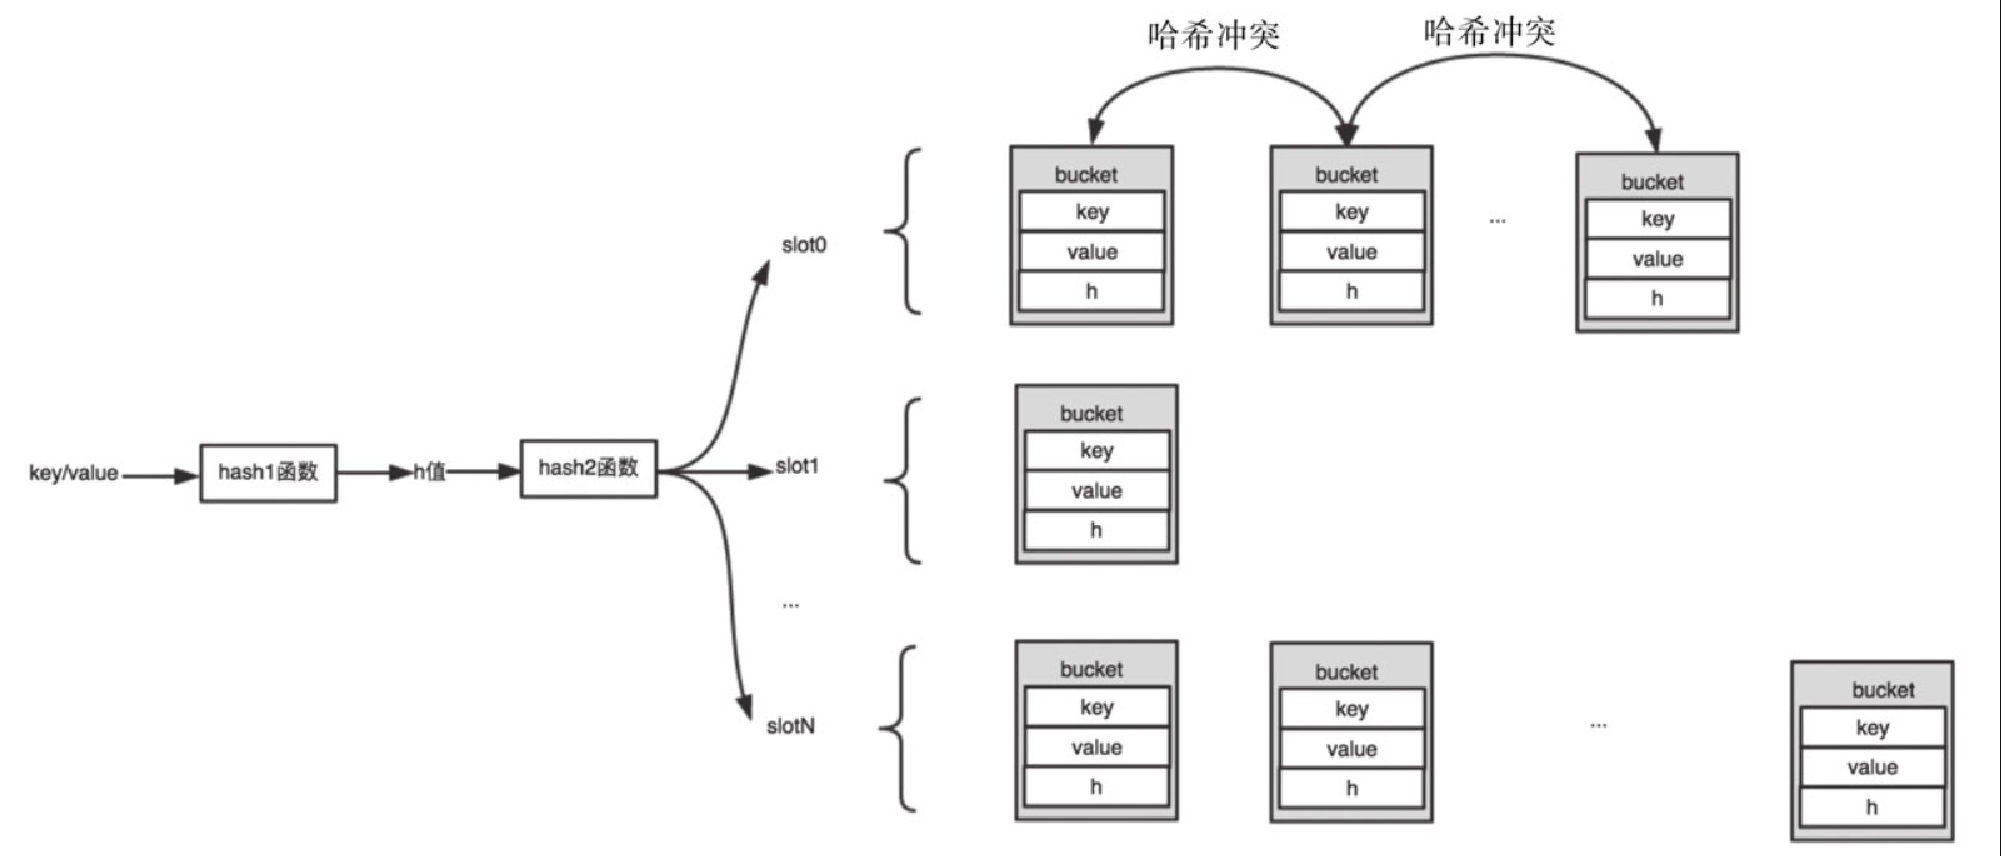 哈希冲突
哈希冲突
key/value
hash1函数
h值
hash2函数
slot0
bucket
key
value
h
bucket
key
value
h
...
bucket
key
value
h
slot1
bucket
key
value
h
...
slotN
bucket
key
value
h
bucket
key
value
h
...
bucket
key
value
h